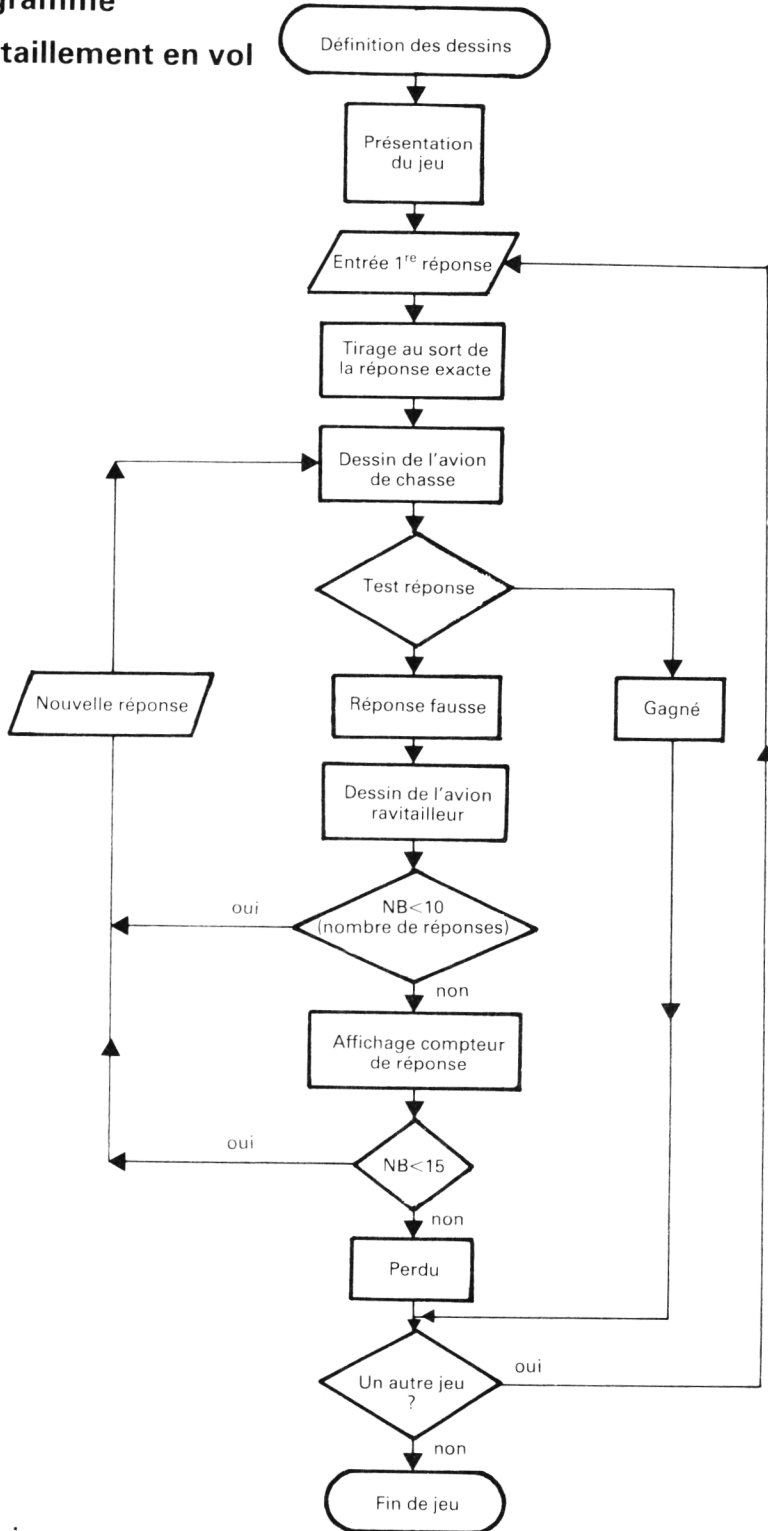 taillement en vol
Définition des dessins
Présentation
du jeu
Entrée 1re réponse
Tirage au sort de
la réponse exacte
Dessin de l'avion
de chasse
Test réponse
Nouvelle réponse
Réponse fausse
Gagné
Dessin de l'avion
ravitailleur
oui
NB<10
(nombre de réponses)
non
Affichage compteur
de réponse
oui
NB<15
non
Perdu
Un autre jeu
?
oui
non
Fin de jeu